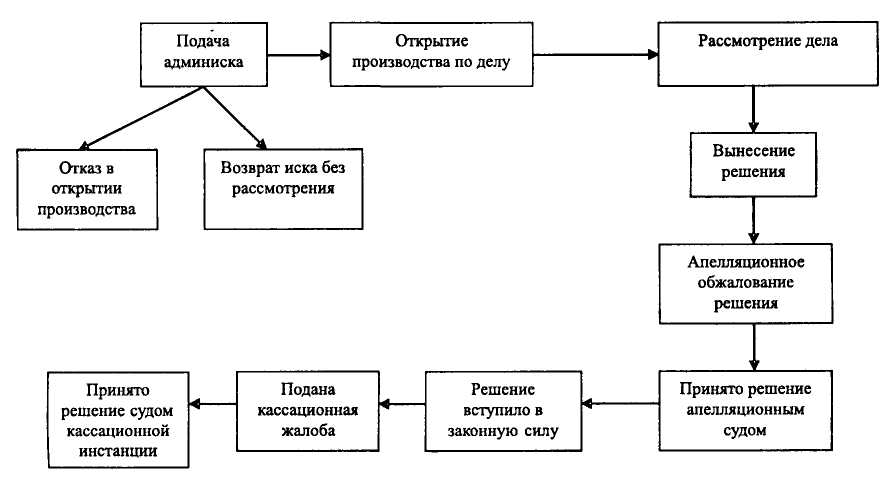 Подача
админиска
Открытие
производства по делу
Рассмотрение дела
Отказ в
открытии
производства
Возврат иска без
рассмотрения
Вынесение
решения
Апелляционное
обжалование
решения
Принято решение
апелляционным
судом
Решение
вступило в
законную силу
Подана
кассационная
жалоба
Принято
решение судом
кассационной
инстанции